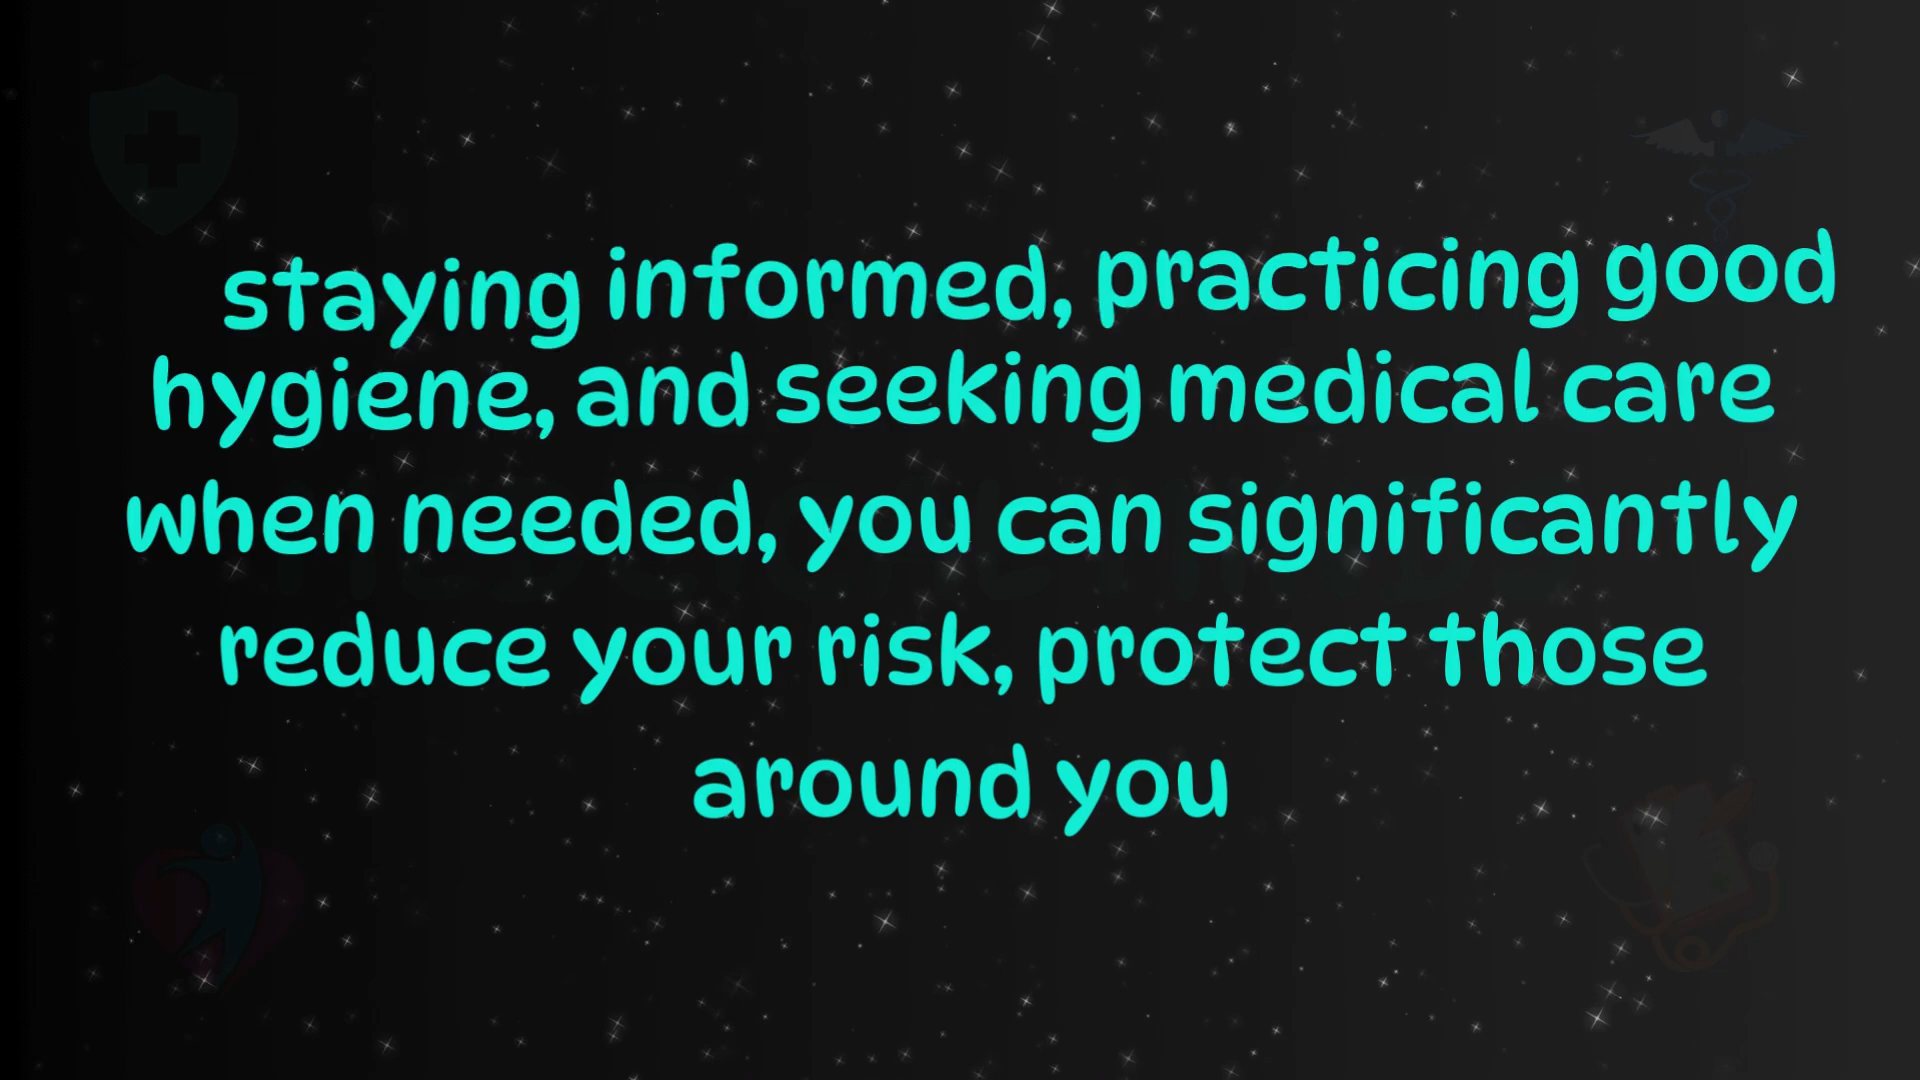 staying informed, practicing good
hygiene, and seeking medical care
when needed, you can significantly
reduce your risk, protect those
around you